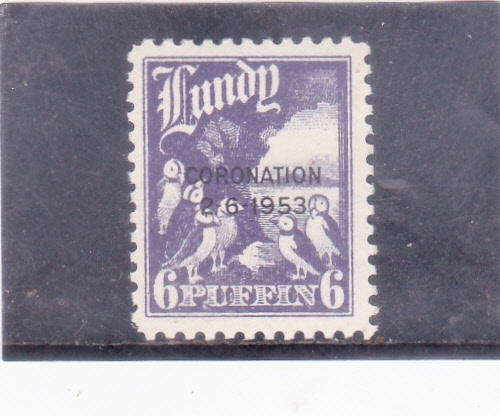 Lundy
CORONATION
2-6-1953
6 PUFFIN 6